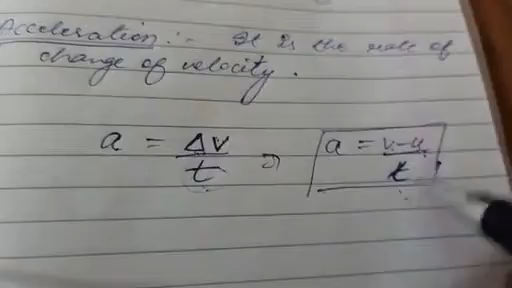 Acceleration :- It is the rate of
change of velocity.
a = Δv/t ⇒ a = v-u/t